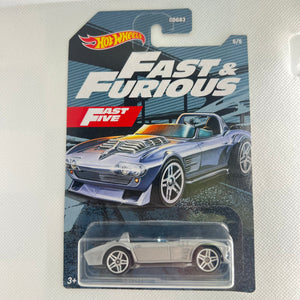 GDG83
Hot Wheels
5/5
FAST &
FURIOUS
FAST
FIVE
3+